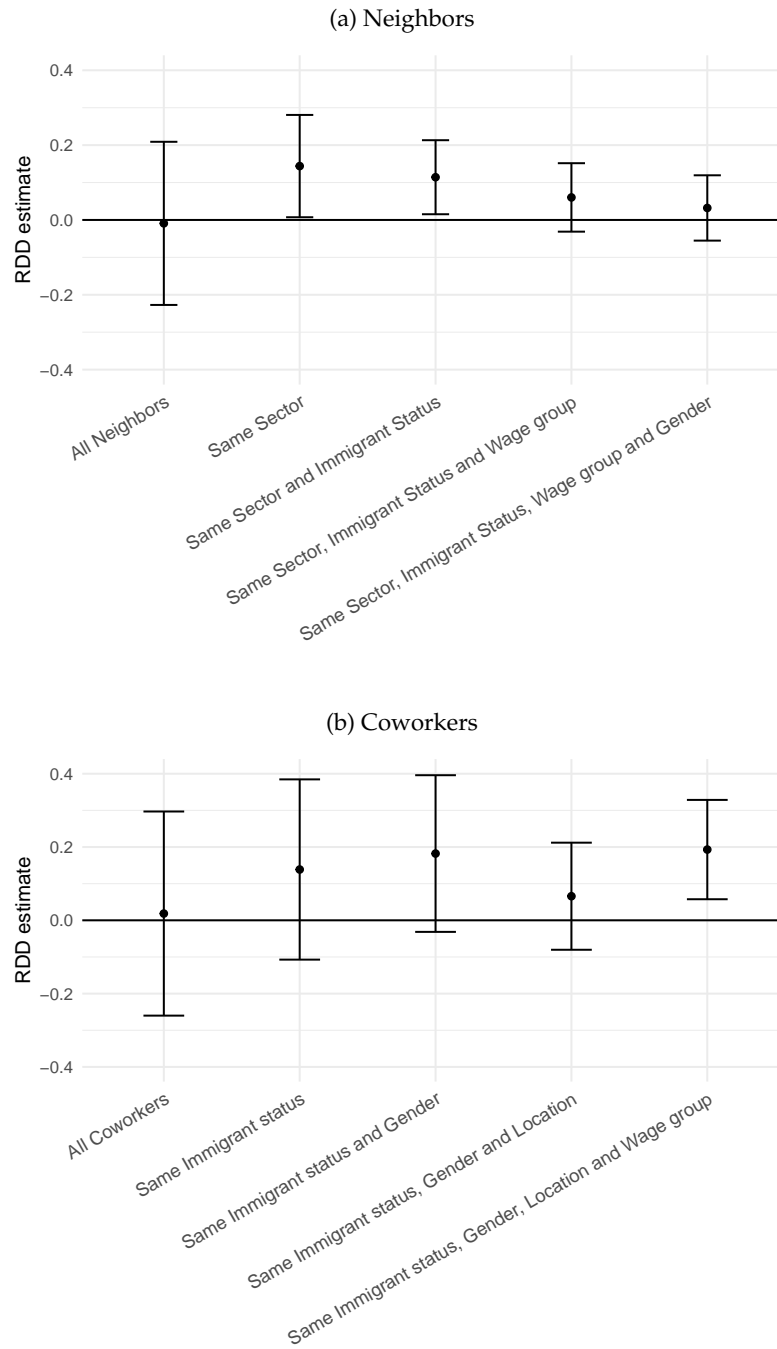 (a) Neighbors
0.4
0.2
0.0
−0.2
−0.4
RDD estimate
All Neighbors
Same Sector
Same Sector and Immigrant Status
Same Sector, Immigrant Status and Wage group
Same Sector, Immigrant Status, Wage group and Gender
(b) Coworkers
0.4
0.2
0.0
−0.2
−0.4
RDD estimate
All Coworkers
Same Immigrant status
Same Immigrant status and Gender
Same Immigrant status, Gender and Location
Same Immigrant status, Gender, Location and Wage group